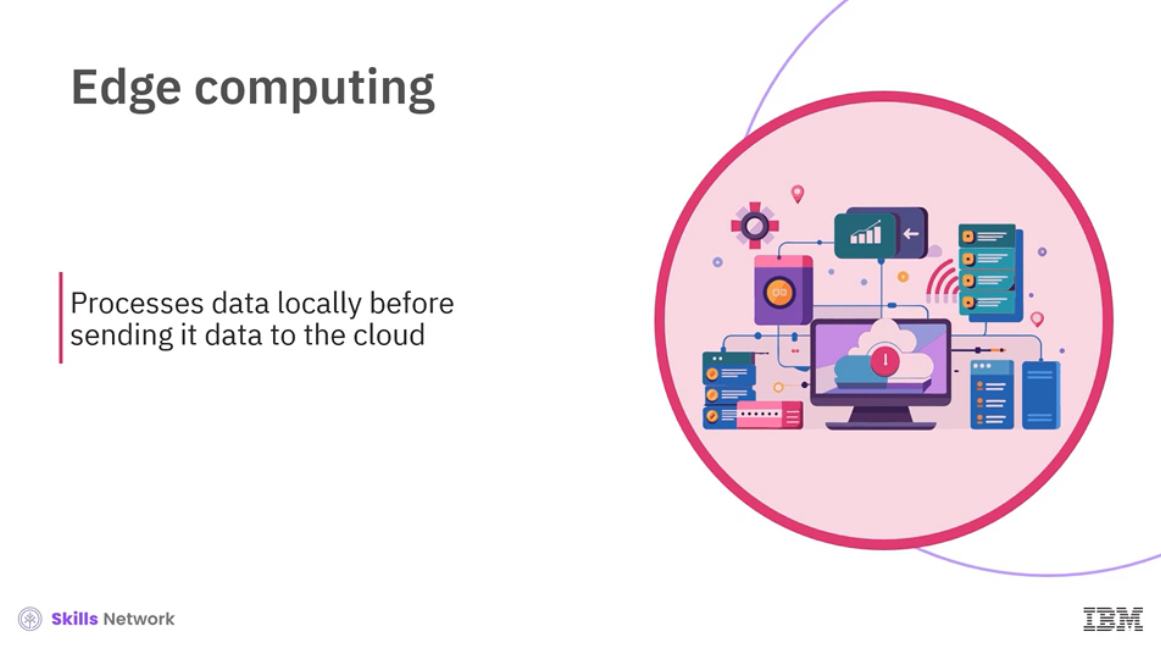 Edge computing
Processes data locally before
sending it data to the cloud
Skills Network
IBM